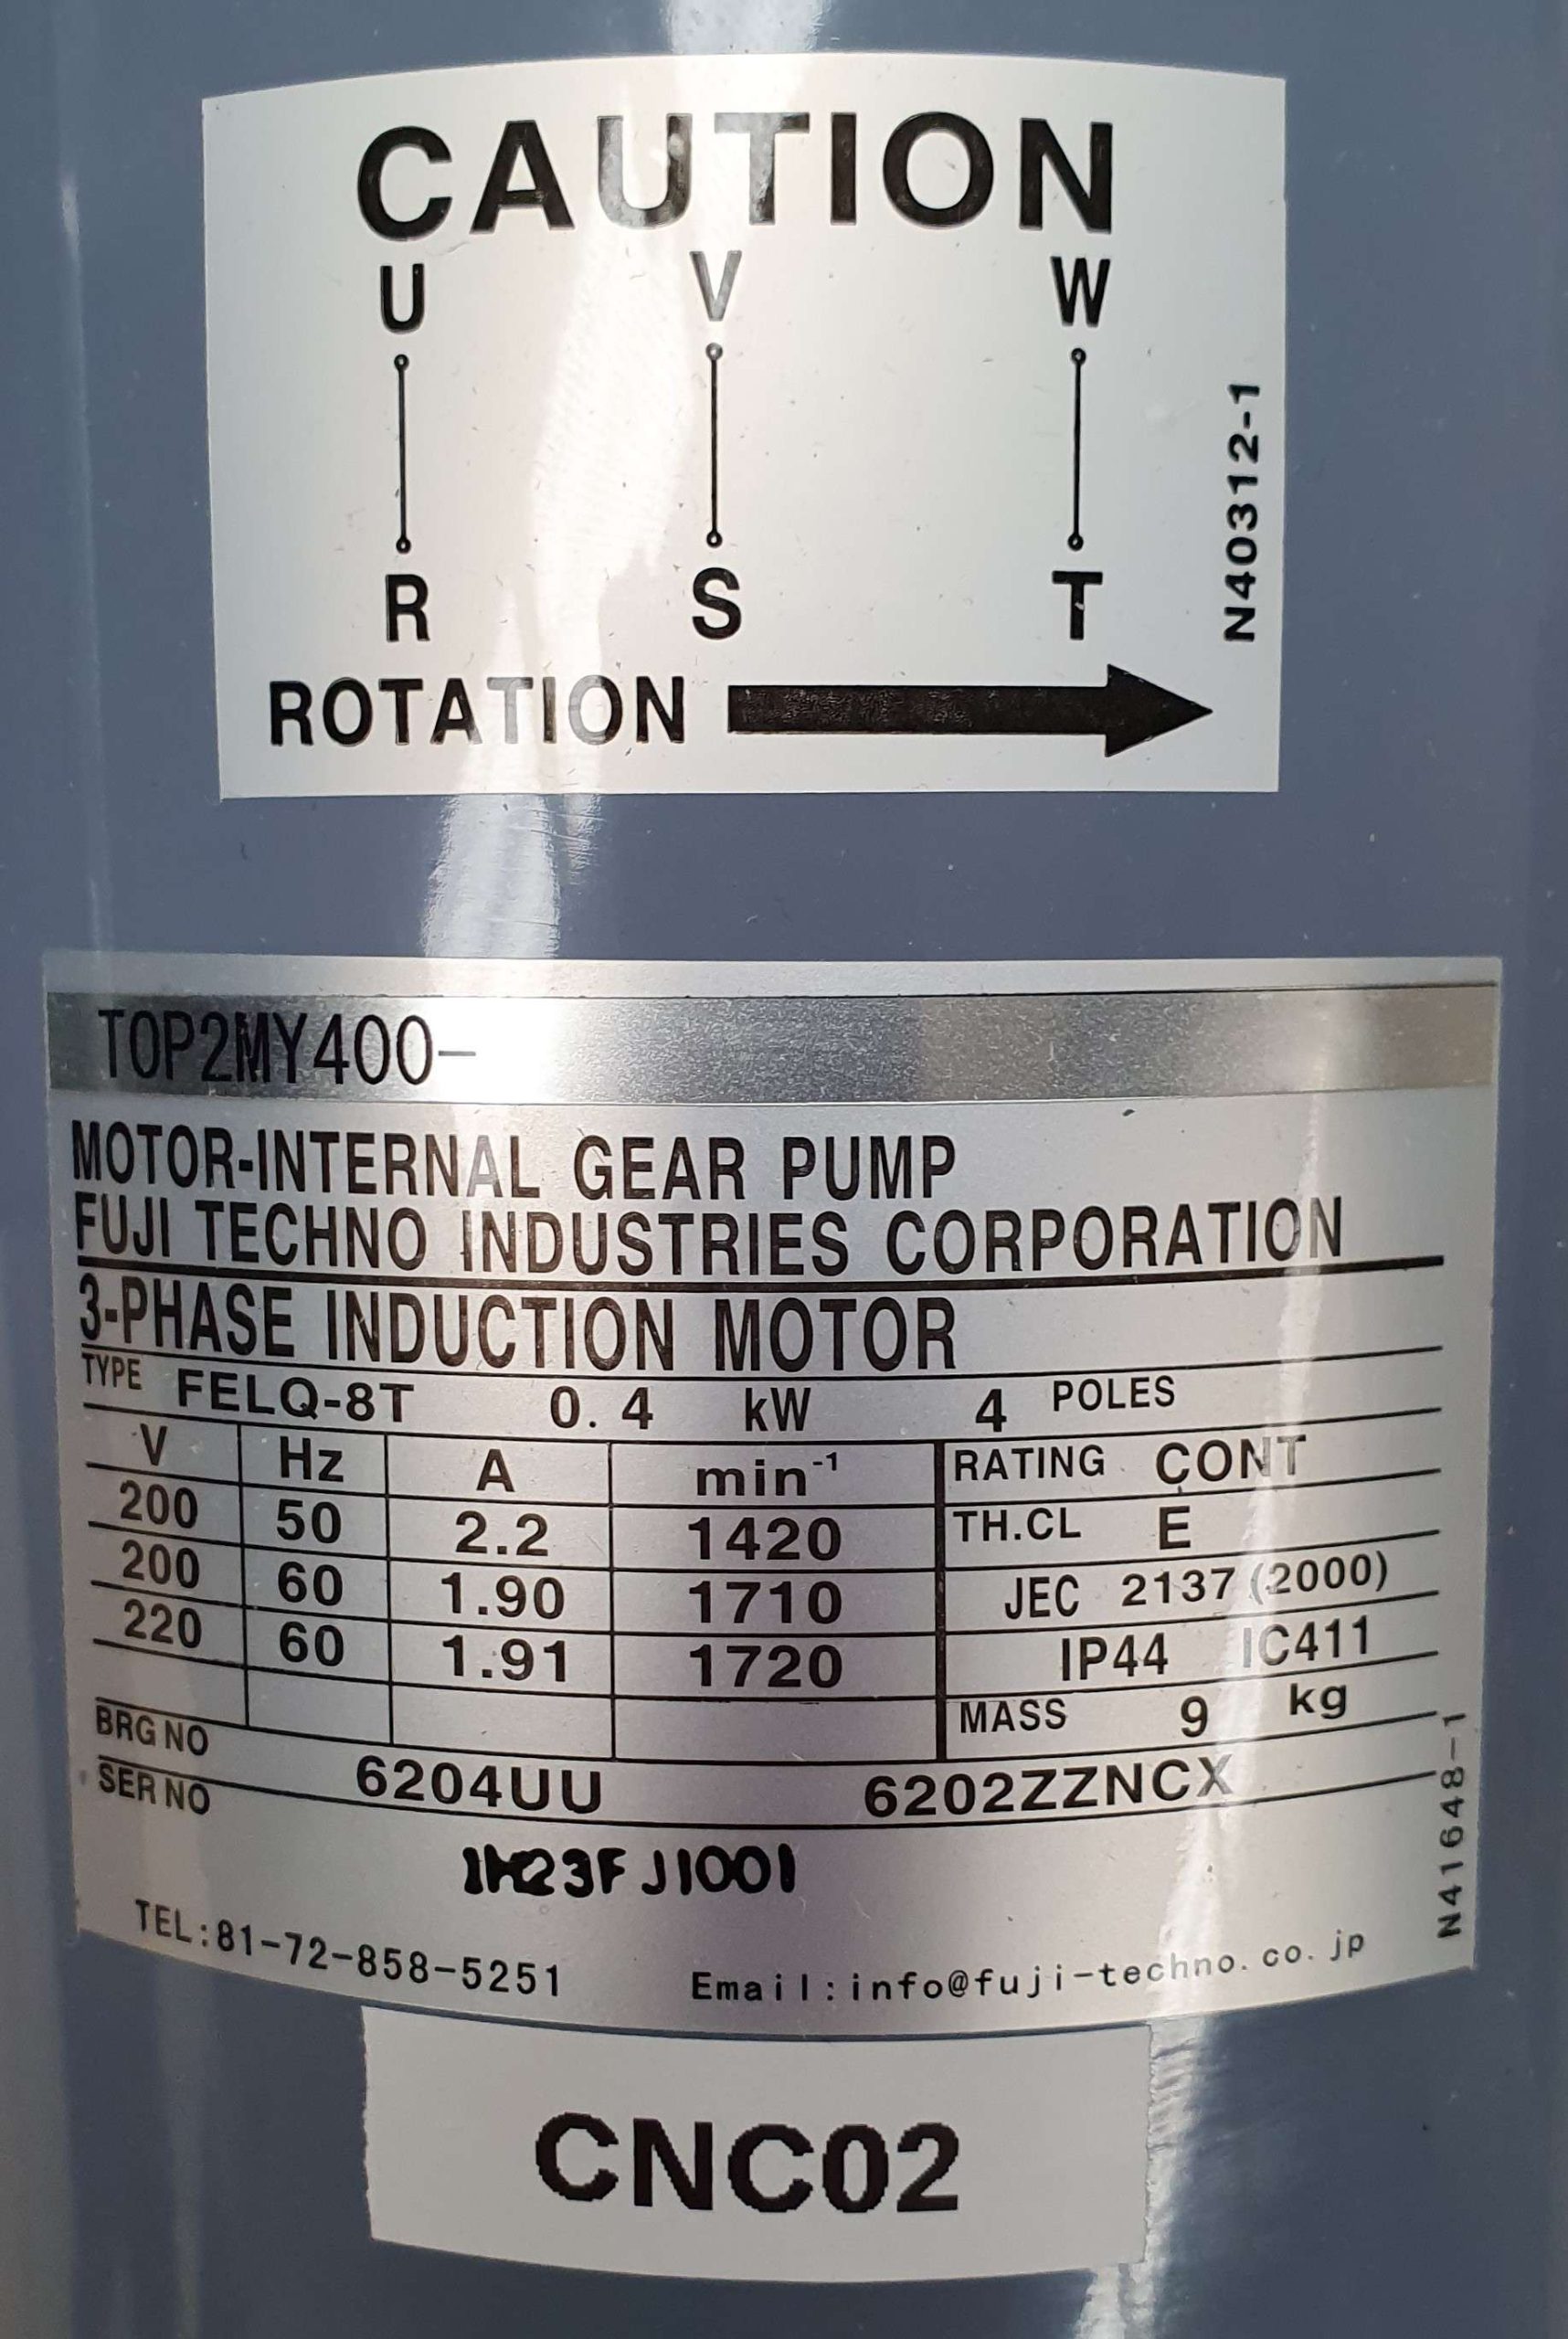 CAUTION
U V W
R S T
ROTATION
N40312-1
TOP2MY400-
MOTOR-INTERNAL GEAR PUMP
FUJI TECHNO INDUSTRIES CORPORATION
3-PHASE INDUCTION MOTOR
TYPE FELQ-8T 0.4 kW 4 POLES
V Hz A min-1 RATING CONT
200 50 2.2 1420 TH.CL E
200 60 1.90 1710 JEC 2137 (2000)
220 60 1.91 1720 IP44 IC411
MASS 9 kg
BRG NO 6204UU 6202ZZNCX
SER NO 1H23FJ1001
TEL:81-72-858-5251 Email:info@fuji-techno.co.jp
N41648-1
CNC02